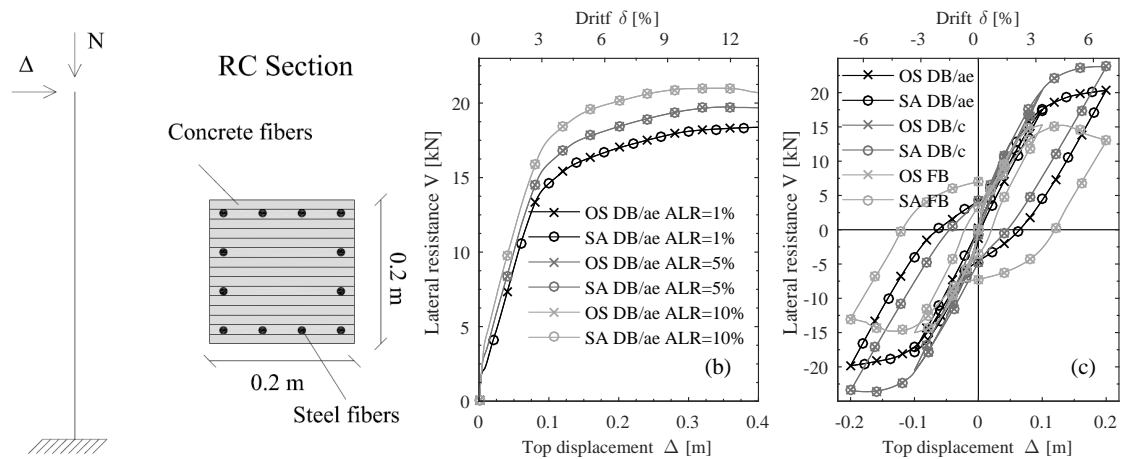 N
Δ
RC Section
Concrete fibers
0.2 m
0.2 m
Steel fibers
Dritf δ [%]
0 3 6 9 12
Lateral resistance V [kN]
20
15
10
5
0
OS DB/ae ALR=1%
SA DB/ae ALR=1%
OS DB/ae ALR=5%
SA DB/ae ALR=5%
OS DB/ae ALR=10%
SA DB/ae ALR=10%
(b)
0 0.1 0.2 0.3 0.4
Top displacement Δ [m]
Drift δ [%]
-6 -3 0 3 6
Lateral resistance V [kN]
20
15
10
5
0
-5
-10
-15
-20
OS DB/ae
SA DB/ae
OS DB/c
SA DB/c
OS FB
SA FB
(c)
-0.2 -0.1 0 0.1 0.2
Top displacement Δ [m]